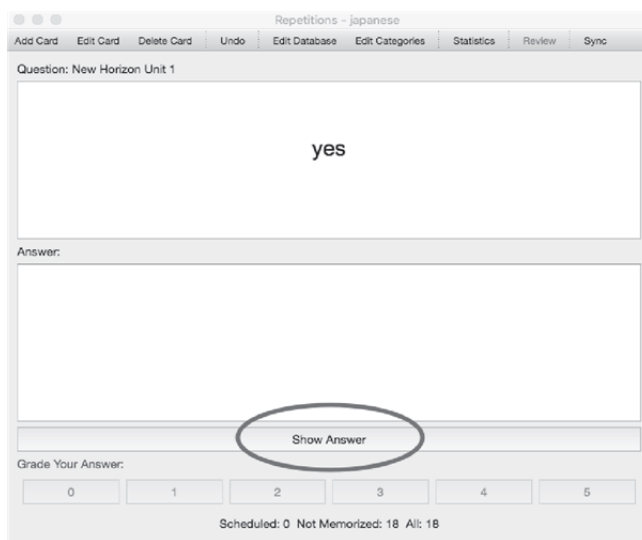 Repetitions - japanese
Add Card Edit Card Delete Card Undo Edit Database Edit Categories Statistics Review Sync
Question: New Horizon Unit 1
yes
Answer:
Show Answer
Grade Your Answer:
0 1 2 3 4 5
Scheduled: 0 Not Memorized: 18 All: 18